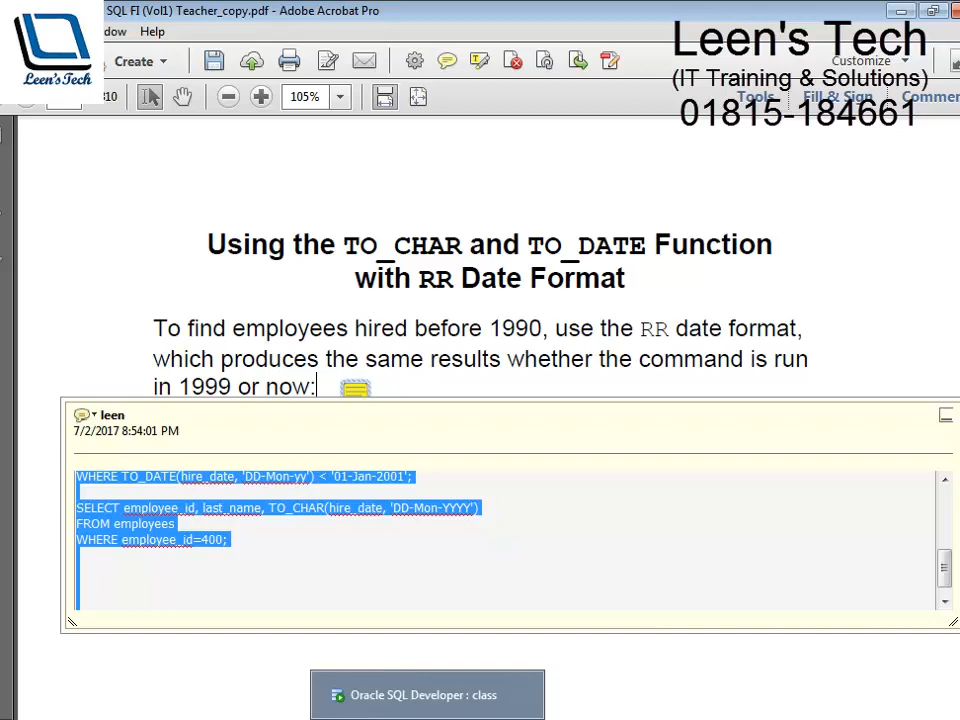 SQL FI (Vol1) Teacher_copy.pdf - Adobe Acrobat Pro
Leen's Tech
dow Help
Create
Customize
(IT Training & Solutions)
Leen'sTech
310
105%
Tools
Fill & Sign
Commen
01815-184661
Using the TO_CHAR and TO_DATE Function
with RR Date Format
To find employees hired before 1990, use the RR date format,
which produces the same results whether the command is run
in 1999 or now:
leen
7/2/2017 8:54:01 PM
WHERE TO_DATE(hire_date, 'DD-Mon-yy') < '01-Jan-2001';
SELECT employee_id, last_name, TO_CHAR(hire_date, 'DD-Mon-YYYY')
FROM employees
WHERE employee_id=400;
Oracle SQL Developer : class